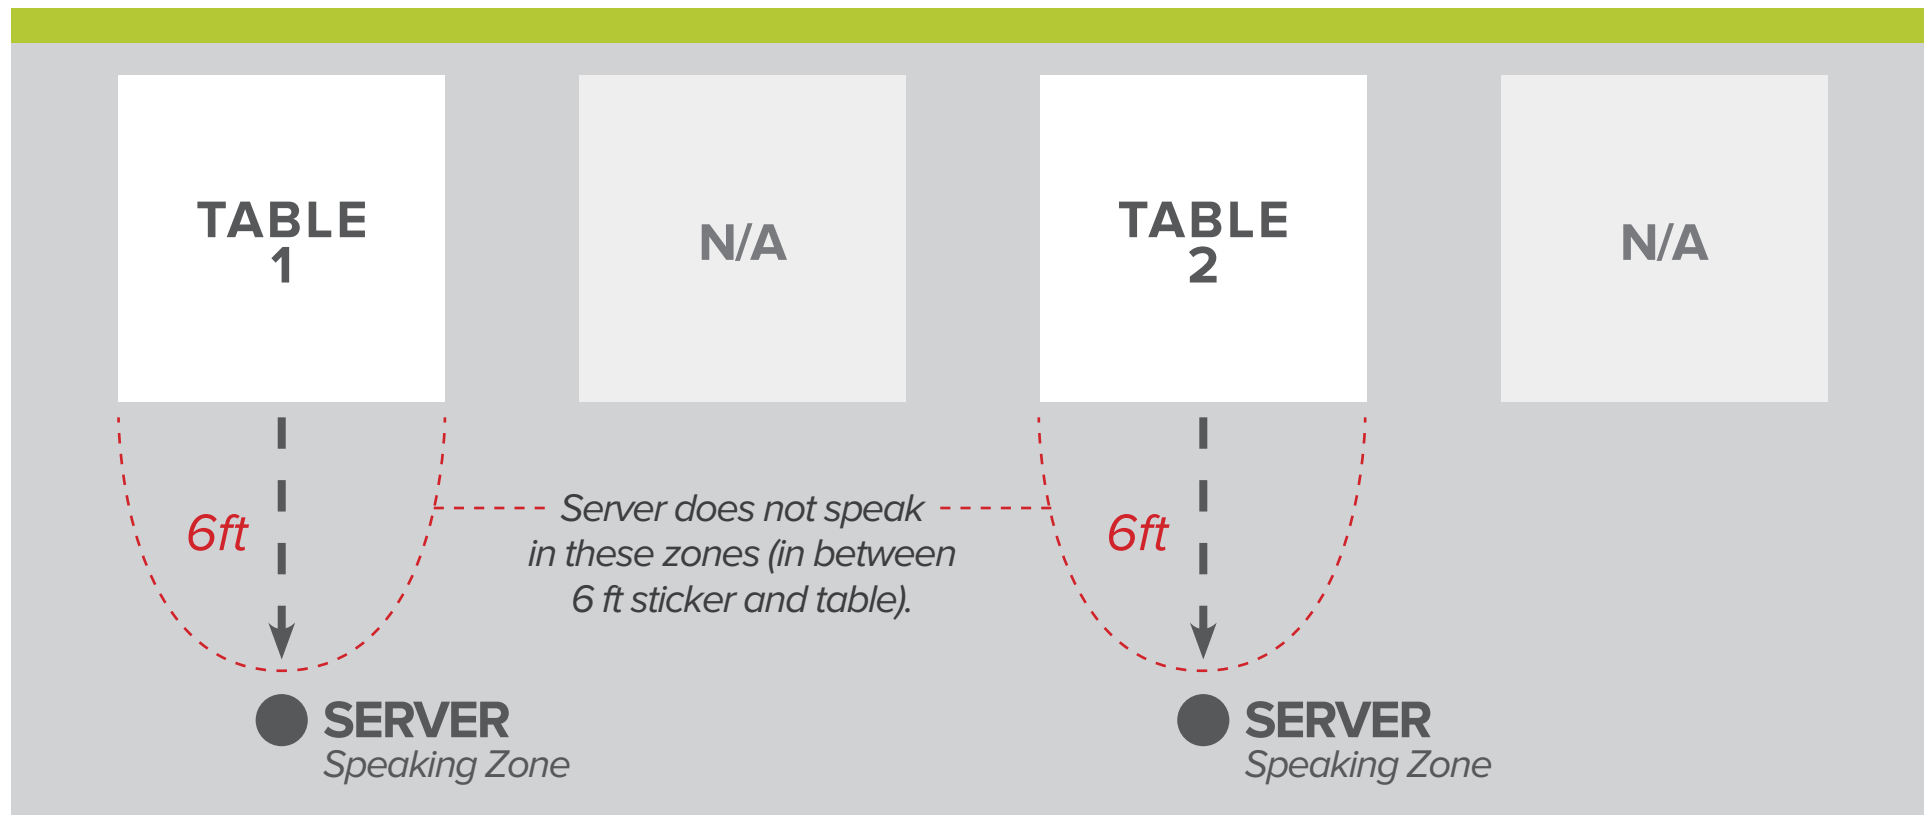 TABLE
1
N/A
TABLE
2
N/A
6ft
Server does not speak
in these zones (in between
6 ft sticker and table).
6ft
SERVER
Speaking Zone
SERVER
Speaking Zone